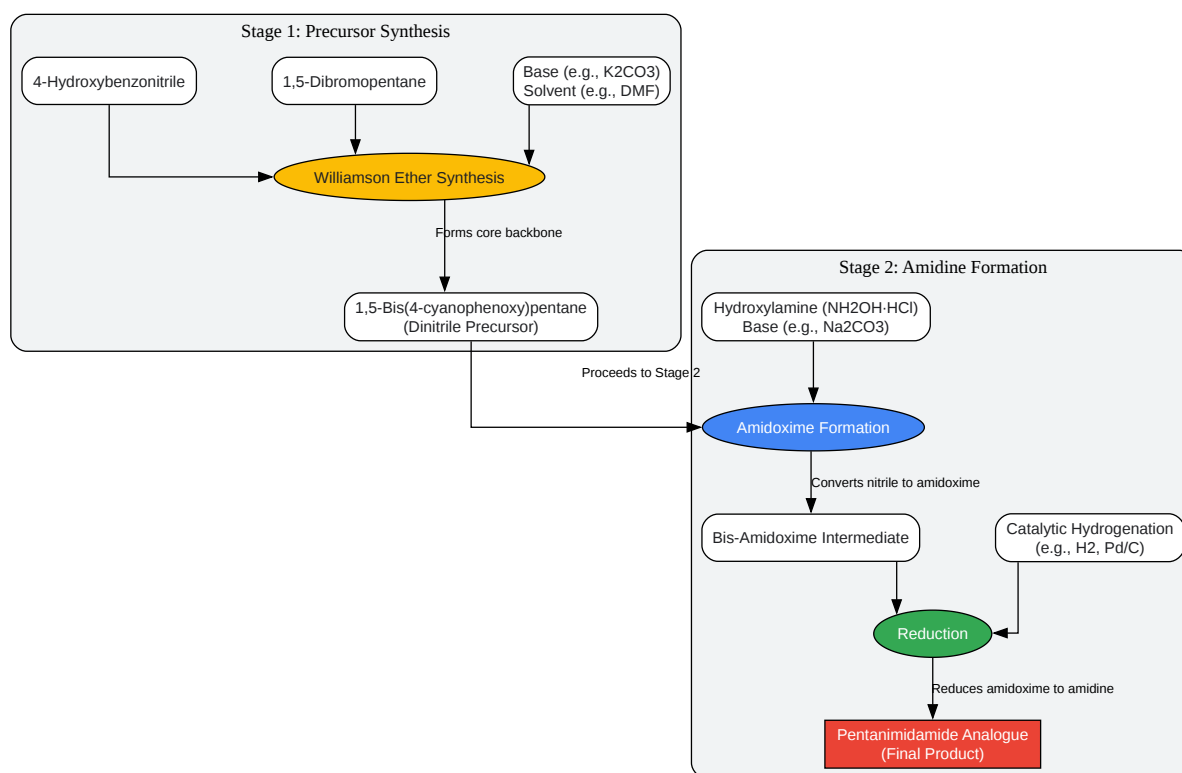 Stage 1: Precursor Synthesis
4-Hydroxybenzonitrile
1,5-Dibromopentane
Base (e.g., K2CO3)
Solvent (e.g., DMF)
Williamson Ether Synthesis
Forms core backbone
1,5-Bis(4-cyanophenoxy)pentane
(Dinitrile Precursor)
Proceeds to Stage 2
Stage 2: Amidine Formation
Hydroxylamine (NH2OH·HCl)
Base (e.g., Na2CO3)
Amidoxime Formation
Converts nitrile to amidoxime
Bis-Amidoxime Intermediate
Catalytic Hydrogenation
(e.g., H2, Pd/C)
Reduction
Reduces amidoxime to amidine
Pentanimidamide Analogue
(Final Product)